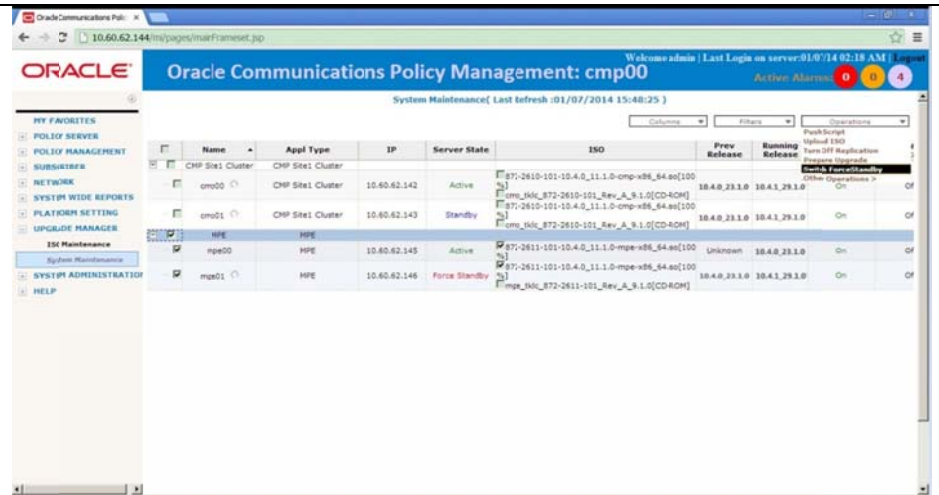 Oracle Communications Poli
10.60.62.144/mi/pages/mainFrameset.jsp
ORACLE
Oracle Communications Policy Management: cmp00
Welcome admin | Last Login on server:01/07/14 02:18 AM | Logout
Active Alarms: 0 0 4
System Maintenance( Last Refresh :01/07/2014 15:48:25 )
MY FAVORITES
POLICY SERVER
POLICY MANAGEMENT
SUBSCRIBER
NETWORK
SYSTEM WIDE REPORTS
PLATFORM SETTING
UPGRADE MANAGER
ISO Maintenance
System Maintenance
SYSTEM ADMINISTRATION
HELP
Columns Filters Operations
Push Script
Upload ISO
Turn Off Replication
Prepare Upgrade
Switch ForceStandby
Other Operations >
Name Appl Type IP Server State ISO Prev Release Running Release
CMP Site1 Cluster CMP Site1 Cluster
cmp00 10.60.62.142 Active
872-2610-101-10.4.0_11.1.0-cmp-x86_64.iso[100
%]
cmp_tklc_872-2610-101_Rev_A_9.1.0[CD-ROM]
10.4.0_23.1.0 10.4.1_29.1.0 On Of
cmp01 CMP Site1 Cluster 10.60.62.143 Standby
872-2610-101-10.4.0_11.1.0-cmp-x86_64.iso[100
%]
cmp_tklc_872-2610-101_Rev_A_9.1.0[CD-ROM]
10.4.0_23.1.0 10.4.1_29.1.0 On Of
MPE MPE
mpe00 MPE 10.60.62.145 Active
872-2611-101-10.4.0_11.1.0-mpe-x86_64.iso[100
%]
Unknown 10.4.0_23.1.0 On Of
mpe01 MPE 10.60.62.146 Force Standby
872-2611-101-10.4.0_11.1.0-mpe-x86_64.iso[100
%]
mpe_tklc_872-2611-101_Rev_A_9.1.0[CD-ROM]
10.4.0_23.1.0 10.4.1_29.1.0 On Of